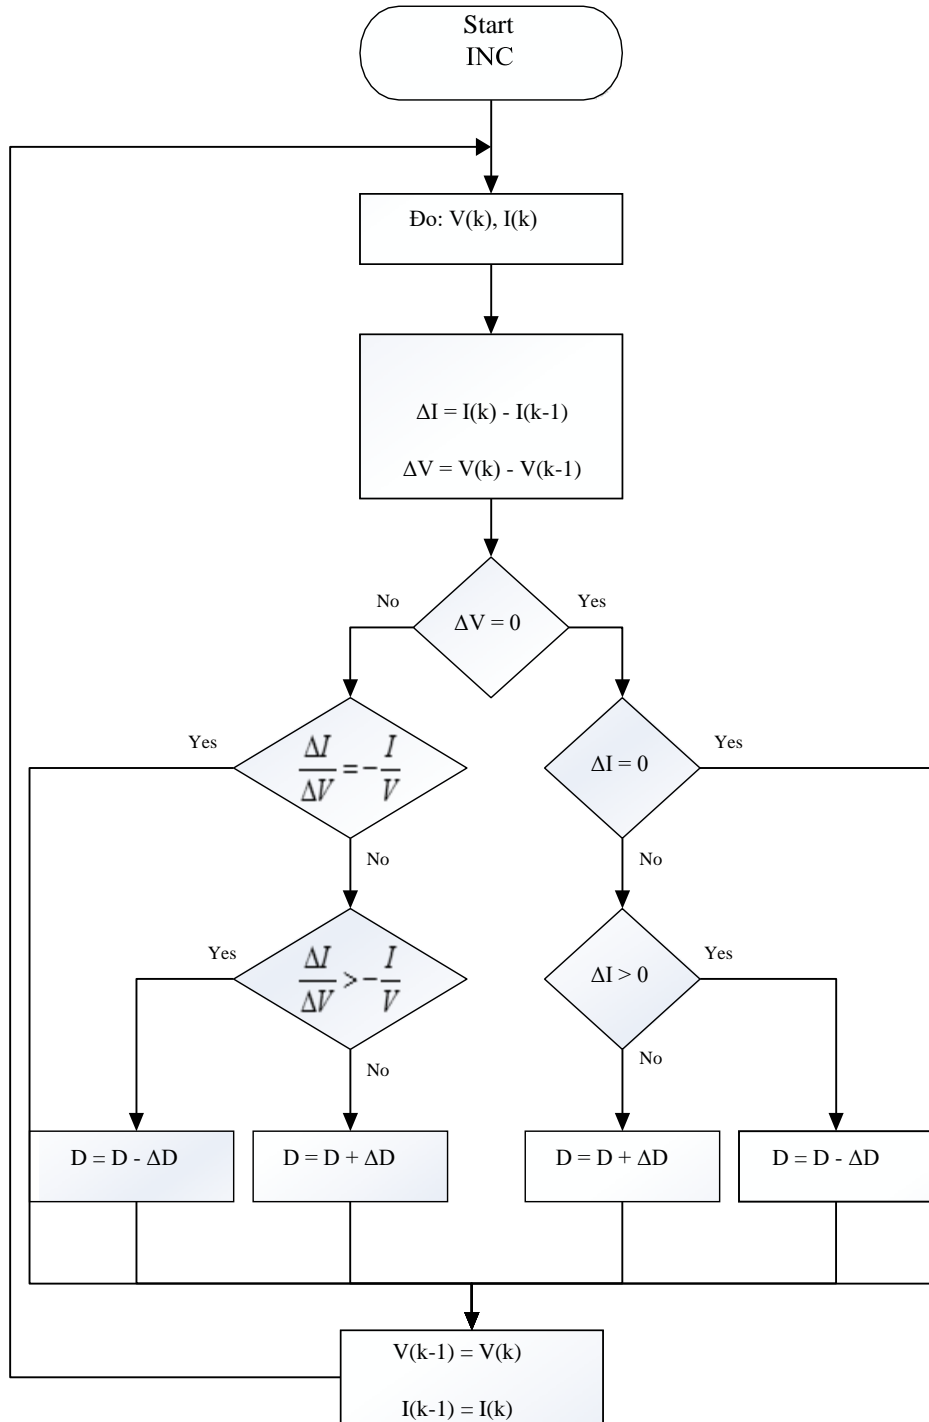 Start
INC
Đo: V(k), I(k)
ΔI = I(k) - I(k-1)
ΔV = V(k) - V(k-1)
No
Yes
ΔV = 0
Yes
ΔI/ΔV = -I/V
ΔI = 0
Yes
No
No
Yes
ΔI/ΔV > -I/V
ΔI > 0
Yes
No
No
D = D - ΔD
D = D + ΔD
D = D + ΔD
D = D - ΔD
V(k-1) = V(k)
I(k-1) = I(k)